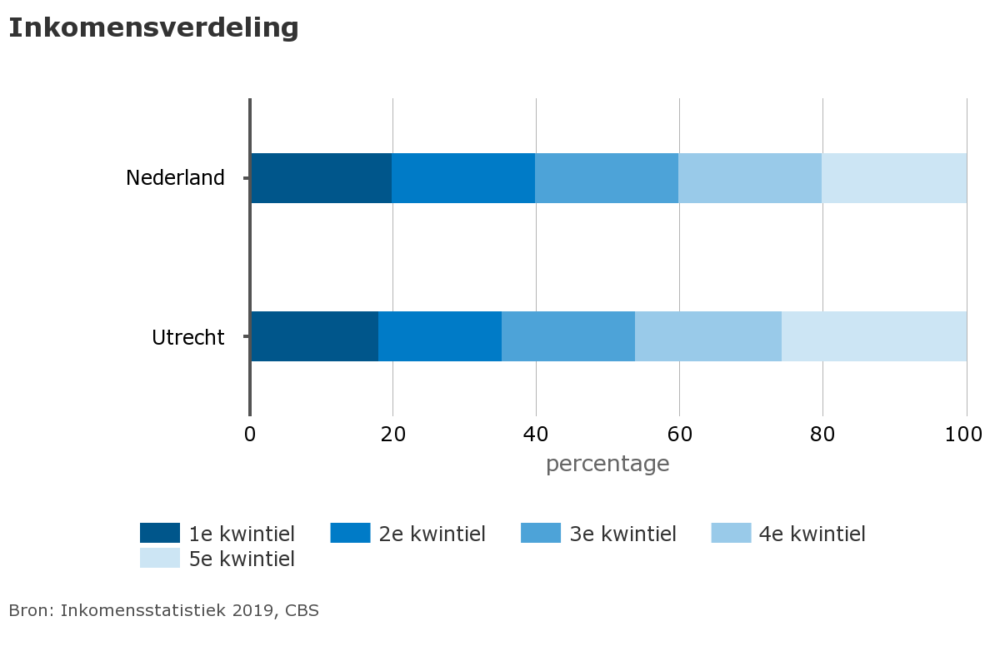 Inkomensverdeling
Nederland
Utrecht
0 20 40 60 80 100
percentage
1e kwintiel 2e kwintiel 3e kwintiel 4e kwintiel
5e kwintiel
Bron: Inkomensstatistiek 2019, CBS